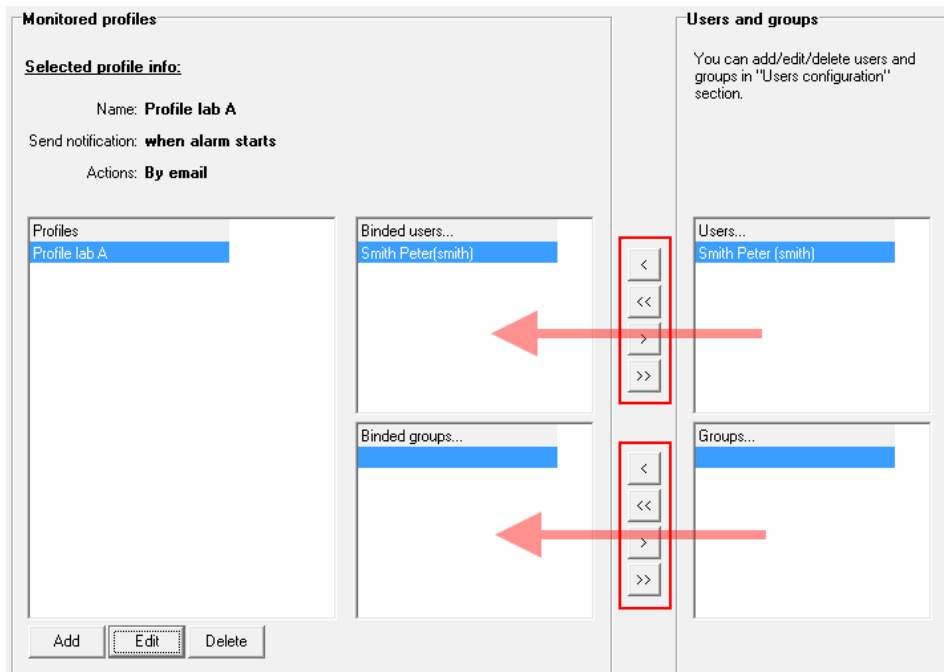 Monitored profiles
Selected profile info:
Name: Profile lab A
Send notification: when alarm starts
Actions: By email
Profiles
Profile lab A
Binded users...
Smith Peter(smith)
Binded groups...
<
<<
>
>>
<
<<
>
>>
Add
Edit
Delete
Users and groups
You can add/edit/delete users and
groups in "Users configuration"
section.
Users...
Smith Peter (smith)
Groups...